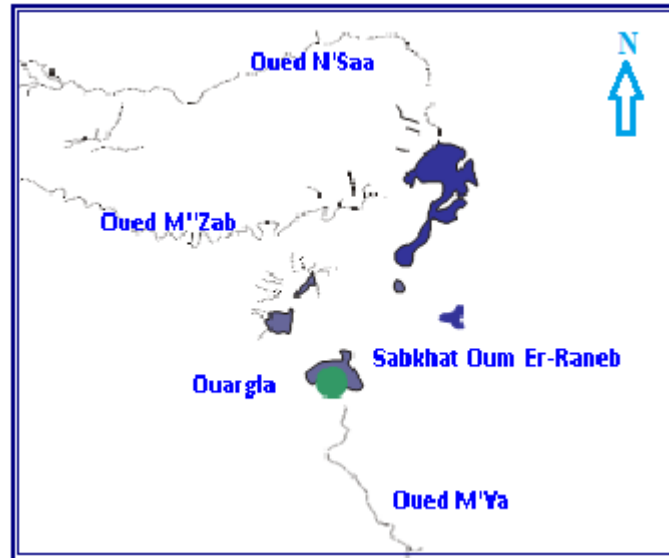 Oued N'Saa
N
Oued M''Zab
Sabkhat Oum Er-Raneb
Ouargla
Oued M'Ya